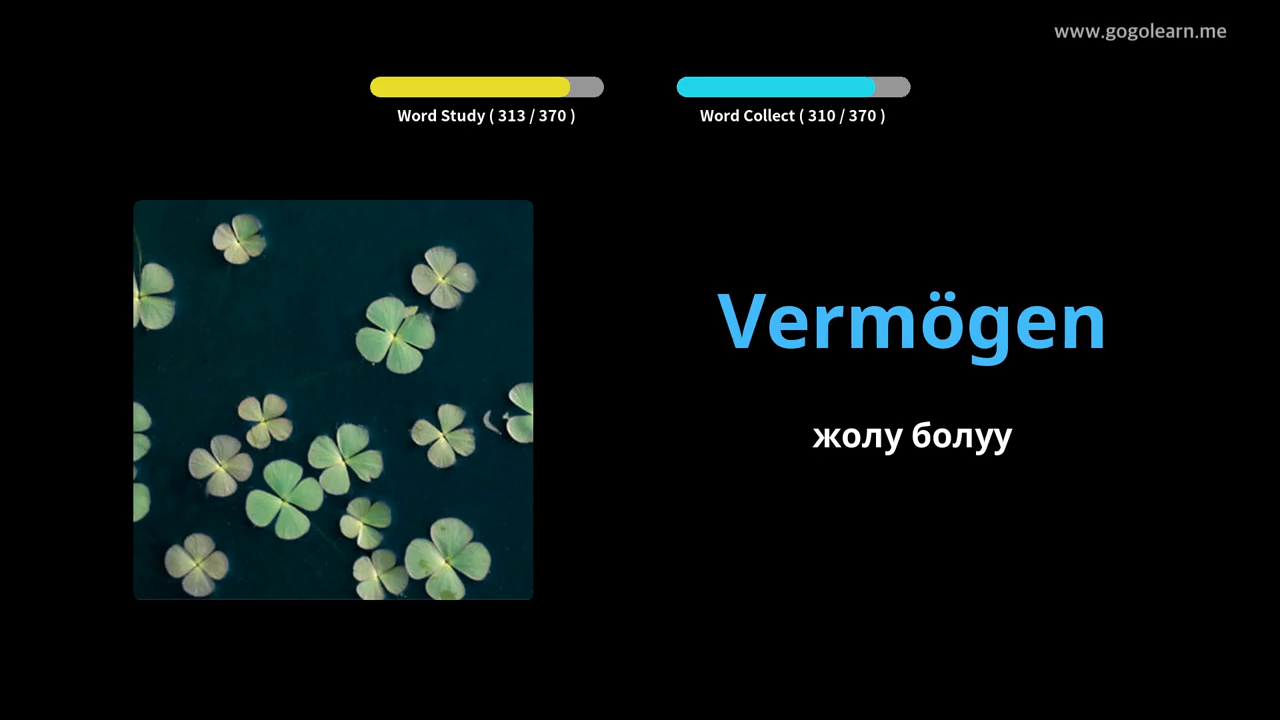 www.gogolearn.me
Word Study ( 313 / 370 )
Word Collect ( 310 / 370 )
Vermögen
жолу болуу